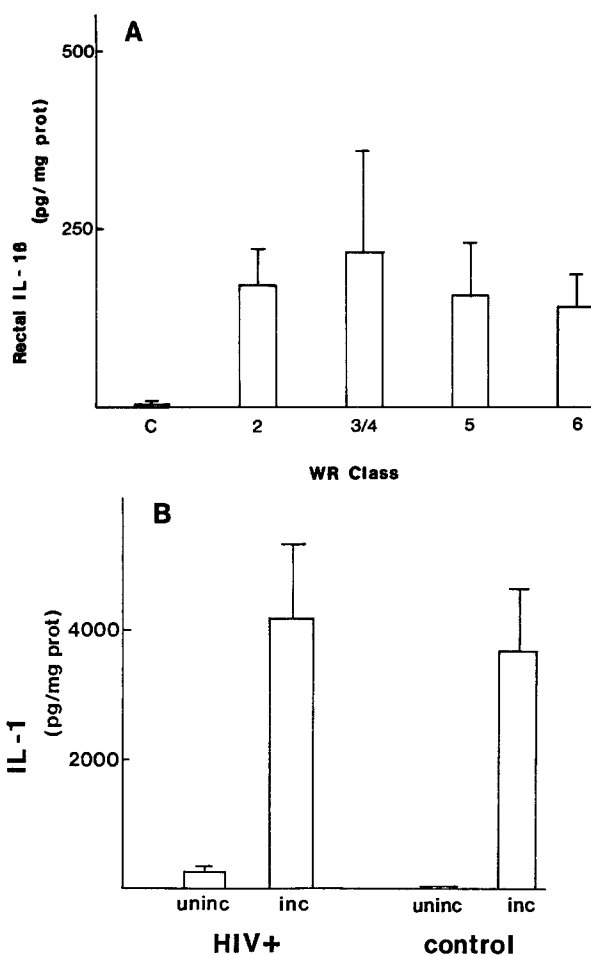 A
500
250
Rectal IL-1ß
(pg/mg prot)
C 2 3/4 5 6
WR Class
B
4000
2000
IL-1
(pg/mg prot)
uninc inc uninc inc
HIV+ control